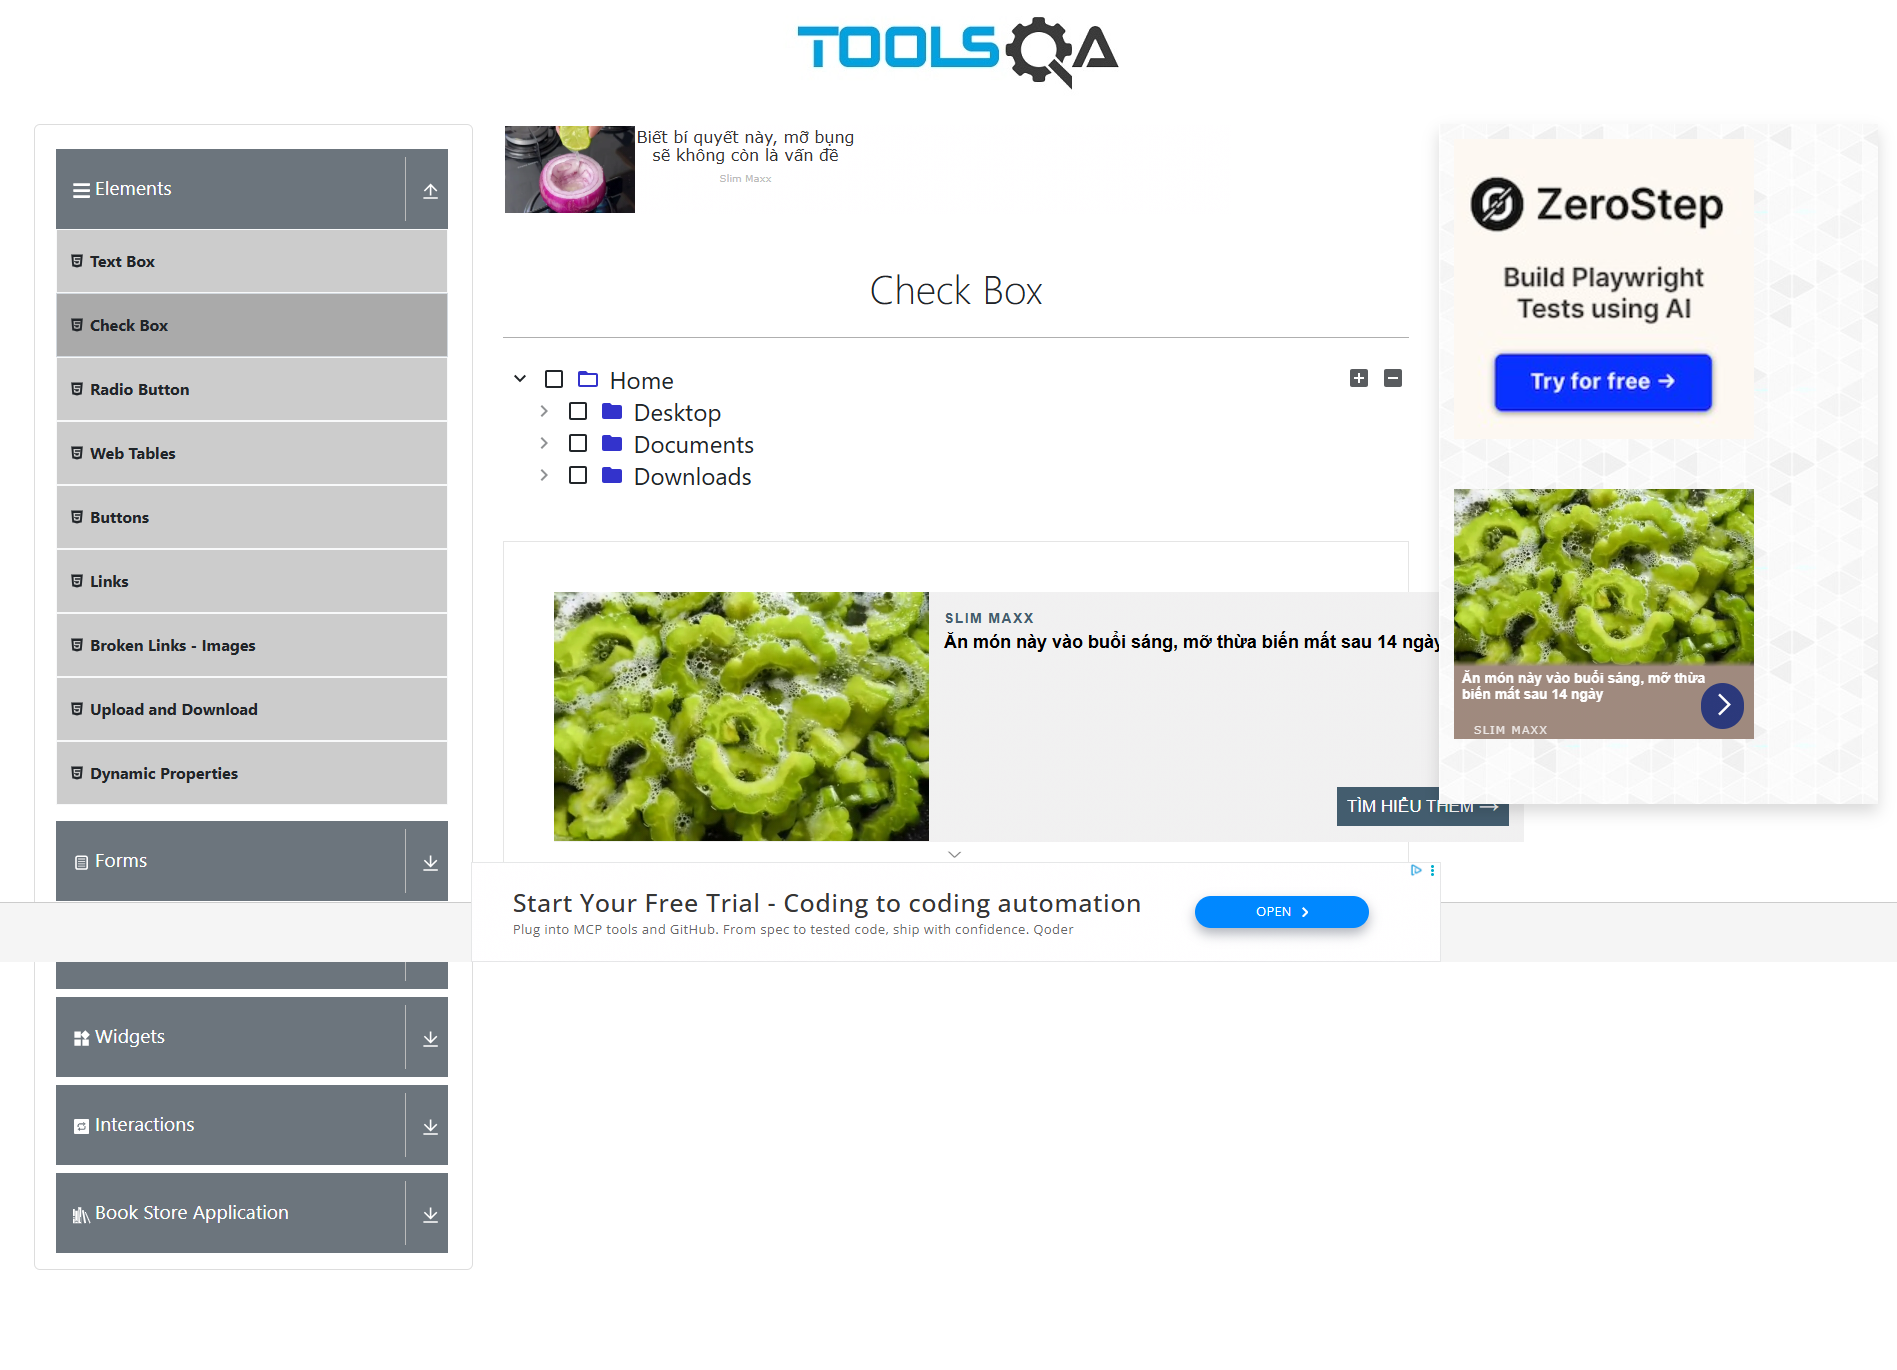 TOOLSQA
Elements
Text Box
Check Box
Radio Button
Web Tables
Buttons
Links
Broken Links - Images
Upload and Download
Dynamic Properties
Forms
Widgets
Interactions
Book Store Application
Biết bí quyết này, mỡ bụng
sẽ không còn là vấn đề
Slim Maxx
Check Box
Home
Desktop
Documents
Downloads
SLIM MAXX
Ăn món này vào buổi sáng, mỡ thừa biến mất sau 14 ngày
TÌM HIỂU THÊM →
Start Your Free Trial - Coding to coding automation
Plug into MCP tools and GitHub. From spec to tested code, ship with confidence. Qoder
OPEN
ZeroStep
Build Playwright
Tests using AI
Try for free →
Ăn món này vào buổi sáng, mỡ thừa
biến mất sau 14 ngày
SLIM MAXX